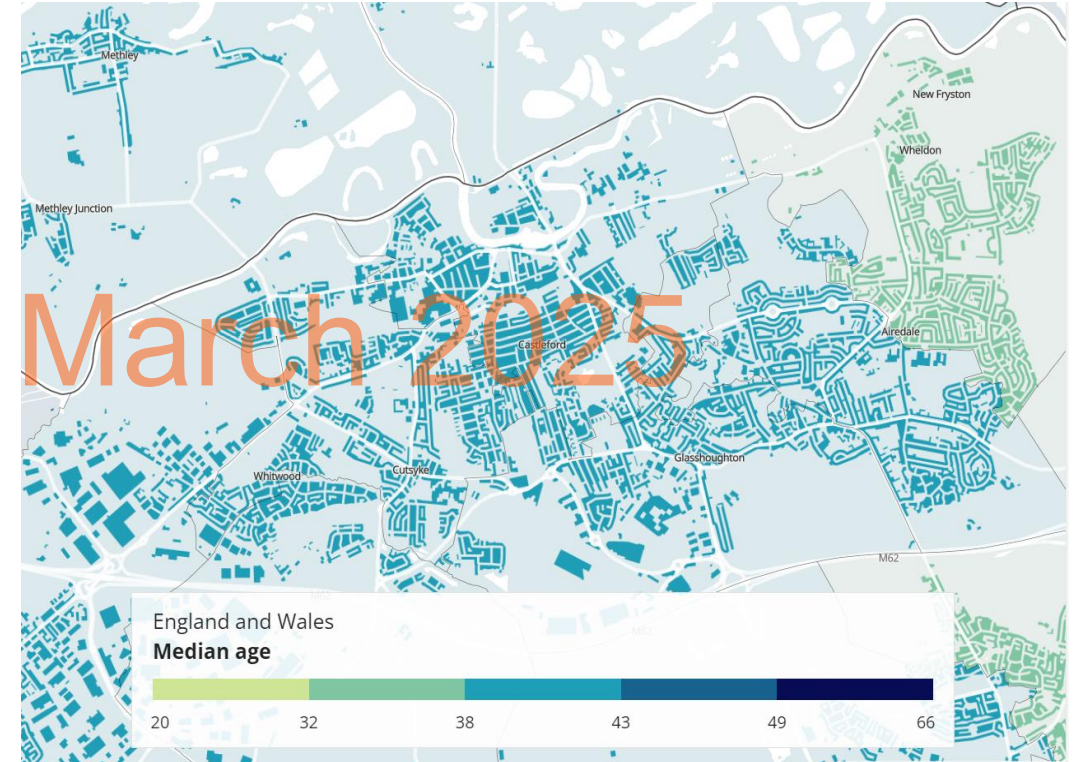 Methley
New Fryston
Wheldon
Methley Junction
March 2025
Airedale
Castleford
Glasshoughton
Cutsyke
Whitwood
M62
England and Wales
M62
Median age
20 32 38 43 49 66